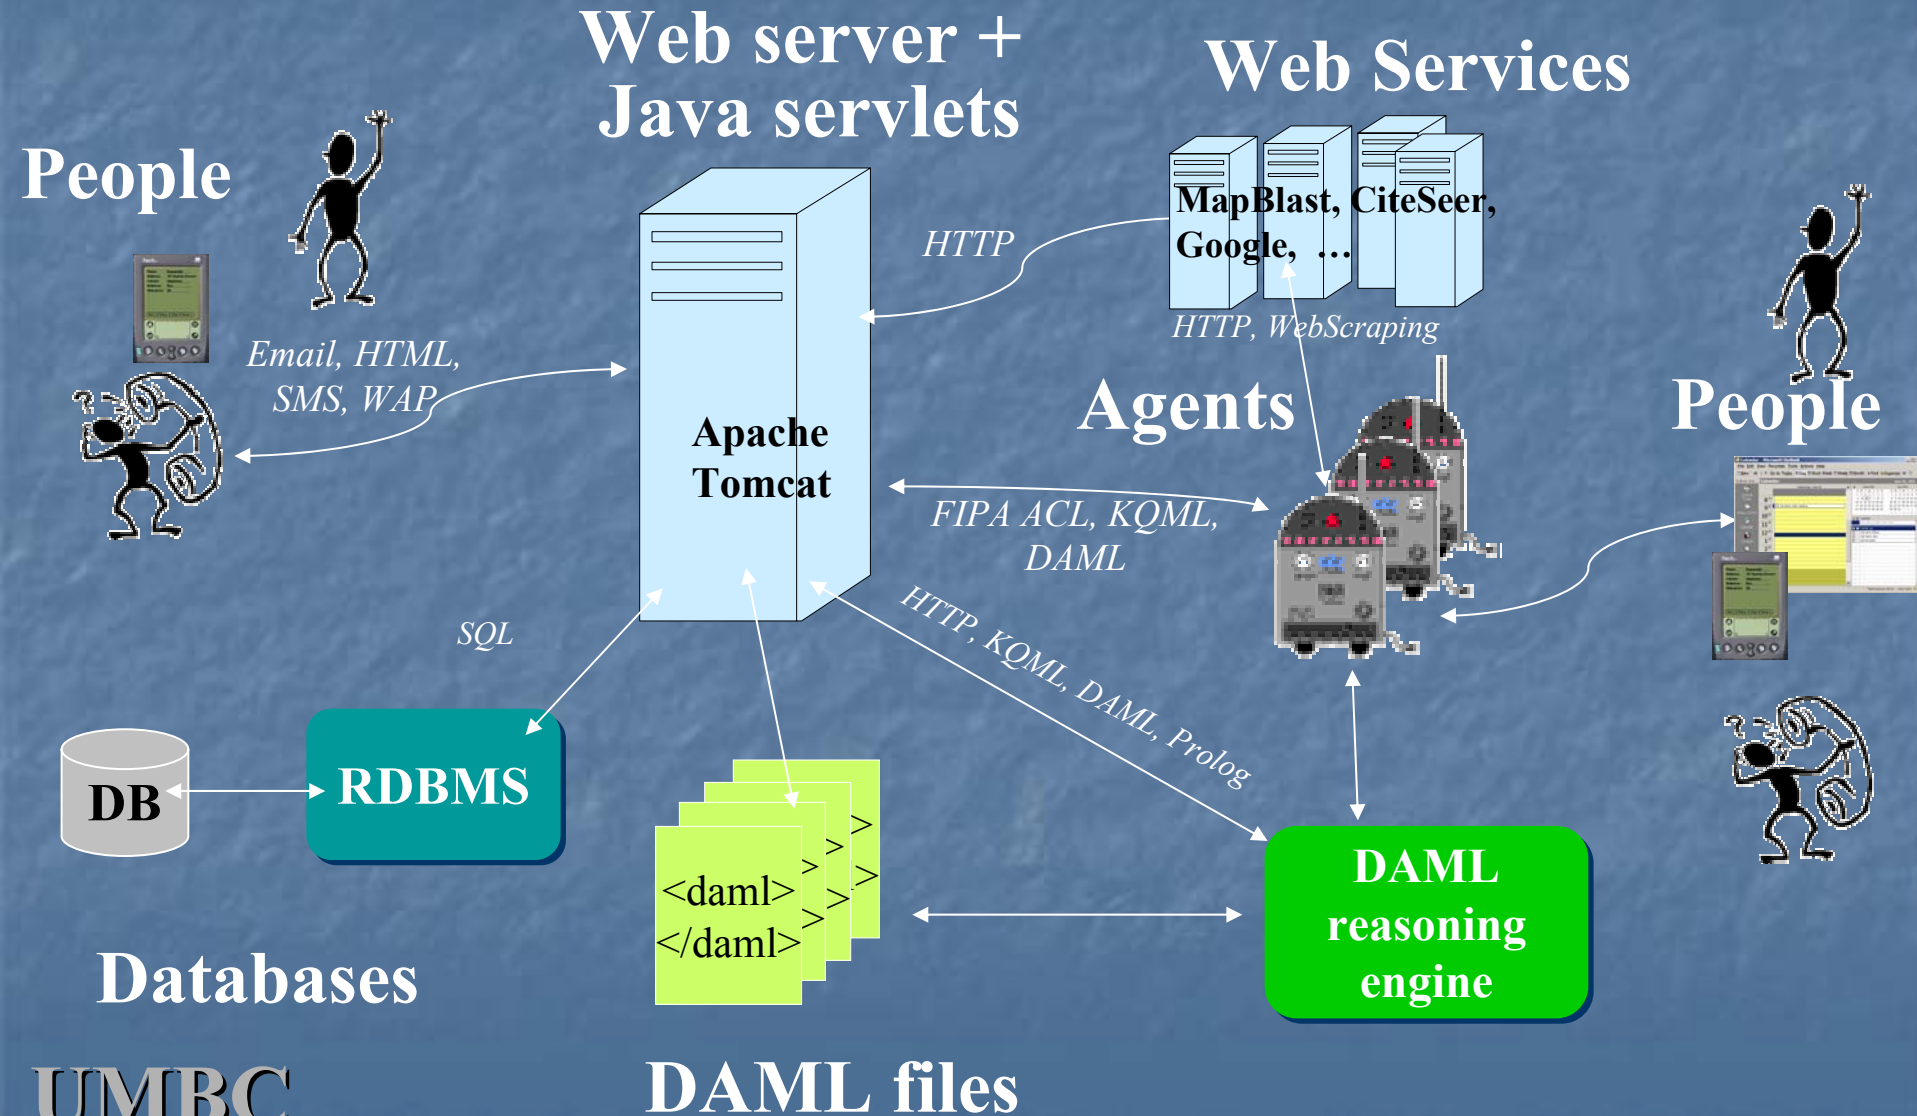 Web server +
Java servlets
Web Services
People
MapBlast, CiteSeer,
Google, …
HTTP
HTTP, WebScraping
Email, HTML,
SMS, WAP
Agents
People
Apache
Tomcat
FIPA ACL, KQML,
DAML
HTTP, KQML, DAML, Prolog
SQL
DB
RDBMS
<daml>
</daml>
>
>
>
>
>
>
DAML
reasoning
engine
Databases
DAML files
UMBC